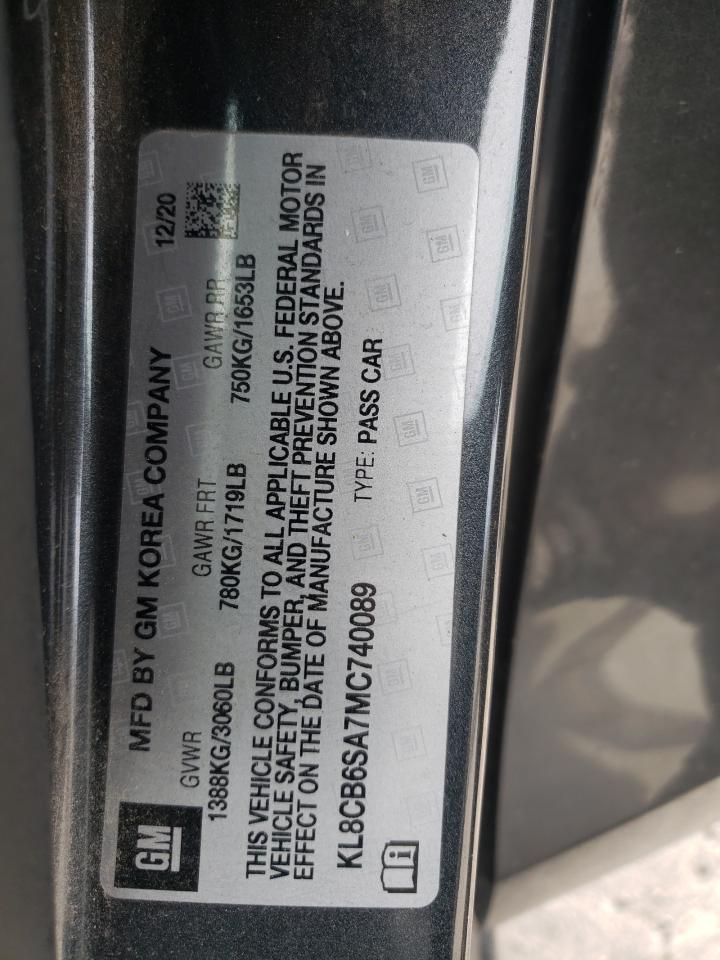 GM
MFD BY GM KOREA COMPANY 12/20
GVWR GAWR FRT GAWR RR
1388KG/3060LB 780KG/1719LB 750KG/1653LB
THIS VEHICLE CONFORMS TO ALL APPLICABLE U.S. FEDERAL MOTOR
VEHICLE SAFETY, BUMPER, AND THEFT PREVENTION STANDARDS IN
EFFECT ON THE DATE OF MANUFACTURE SHOWN ABOVE.
KL8CB6SA7MC740089 TYPE: PASS CAR